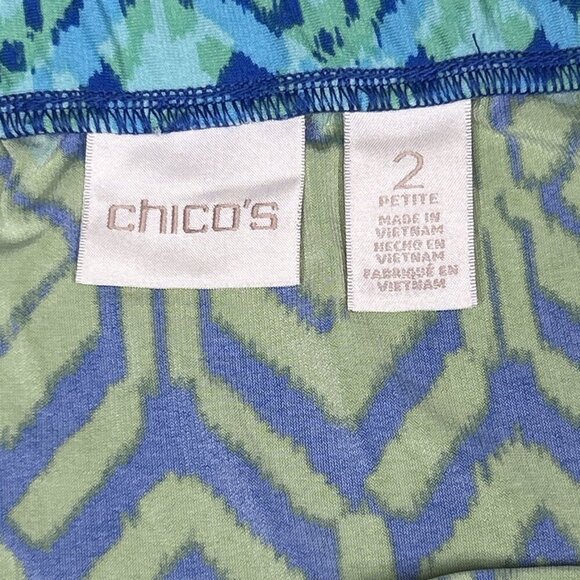 chico's
2
PETITE
MADE IN
VIETNAM
HECHO EN
VIETNAM
FABRIQUÉ EN
VIETNAM